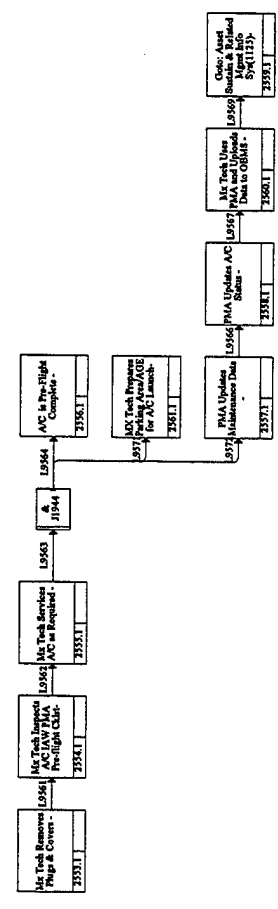 Mx Tech Removes
Plugs & Covers -
2553.1
L9561
Mx Tech Inspects
A/C IAW PMA
Pre-flight Cklst-
2554.1
L9562
Mx Tech Services
A/C as Required -
2555.1
L9563
&
J1944
L9564
A/C is Pre-Flight
Complete -
2556.1
L957
MX Tech Prepares
Parking Area/AGE
for A/C Launch-
2561.1
L9572
PMA Updates
Maintenance Data
-
2557.1
L9566
PMA Updates A/C
Status -
2558.1
L9567
Mx Tech Uses
PMA and Uploads
Data to OBMS -
2560.1
L9569
Goto: Asset
Sustain & Related
Mgmt Info
Sys(1125)-
2559.1